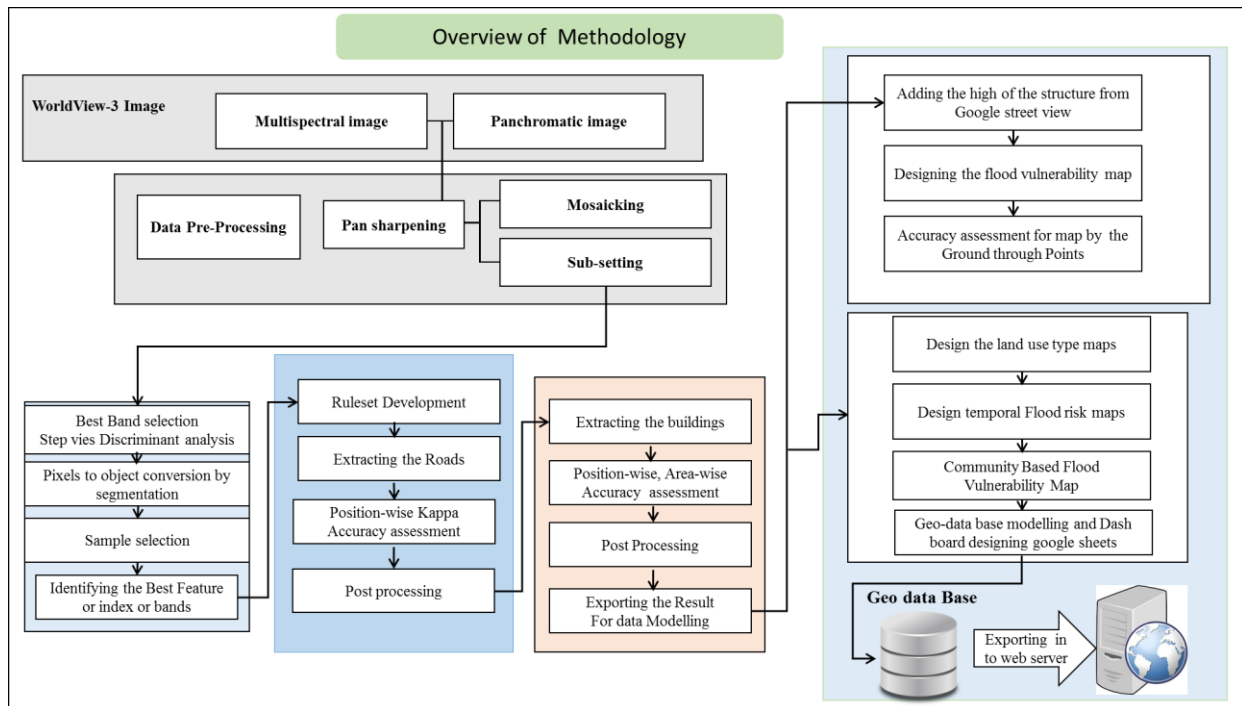 Overview of Methodology
WorldView-3 Image
Multispectral image
Panchromatic image
Data Pre-Processing
Pan sharpening
Mosaicking
Sub-setting
Best Band selection
Step vies Discriminant analysis
Pixels to object conversion by
segmentation
Sample selection
Identifying the Best Feature
or index or bands
Ruleset Development
Extracting the Roads
Position-wise Kappa
Accuracy assessment
Post processing
Extracting the buildings
Position-wise, Area-wise
Accuracy assessment
Post Processing
Exporting the Result
For data Modelling
Adding the high of the structure from
Google street view
Designing the flood vulnerability map
Accuracy assessment for map by the
Ground through Points
Design the land use type maps
Design temporal Flood risk maps
Community Based Flood
Vulnerability Map
Geo-data base modelling and Dash
board designing google sheets
Geo data Base
Exporting in
to web server